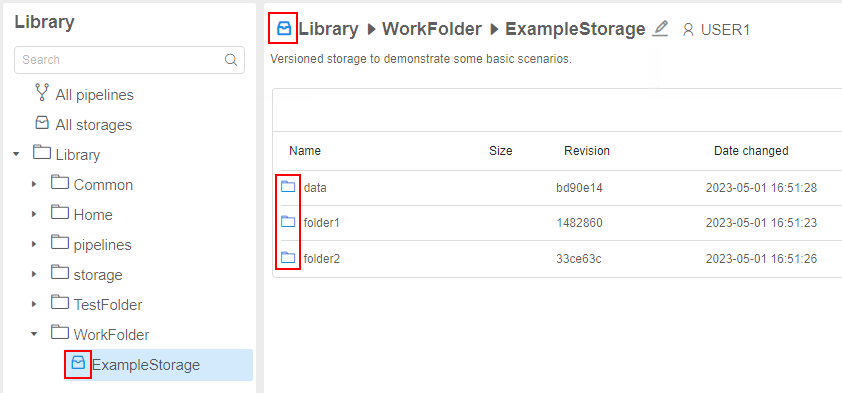 Library
Search
All pipelines
All storages
Library
Common
Home
pipelines
storage
TestFolder
WorkFolder
ExampleStorage
Library WorkFolder ExampleStorage USER1
Versioned storage to demonstrate some basic scenarios.
Name Size Revision Date changed
data bd90e14 2023-05-01 16:51:28
folder1 1482860 2023-05-01 16:51:23
folder2 33ce63c 2023-05-01 16:51:26